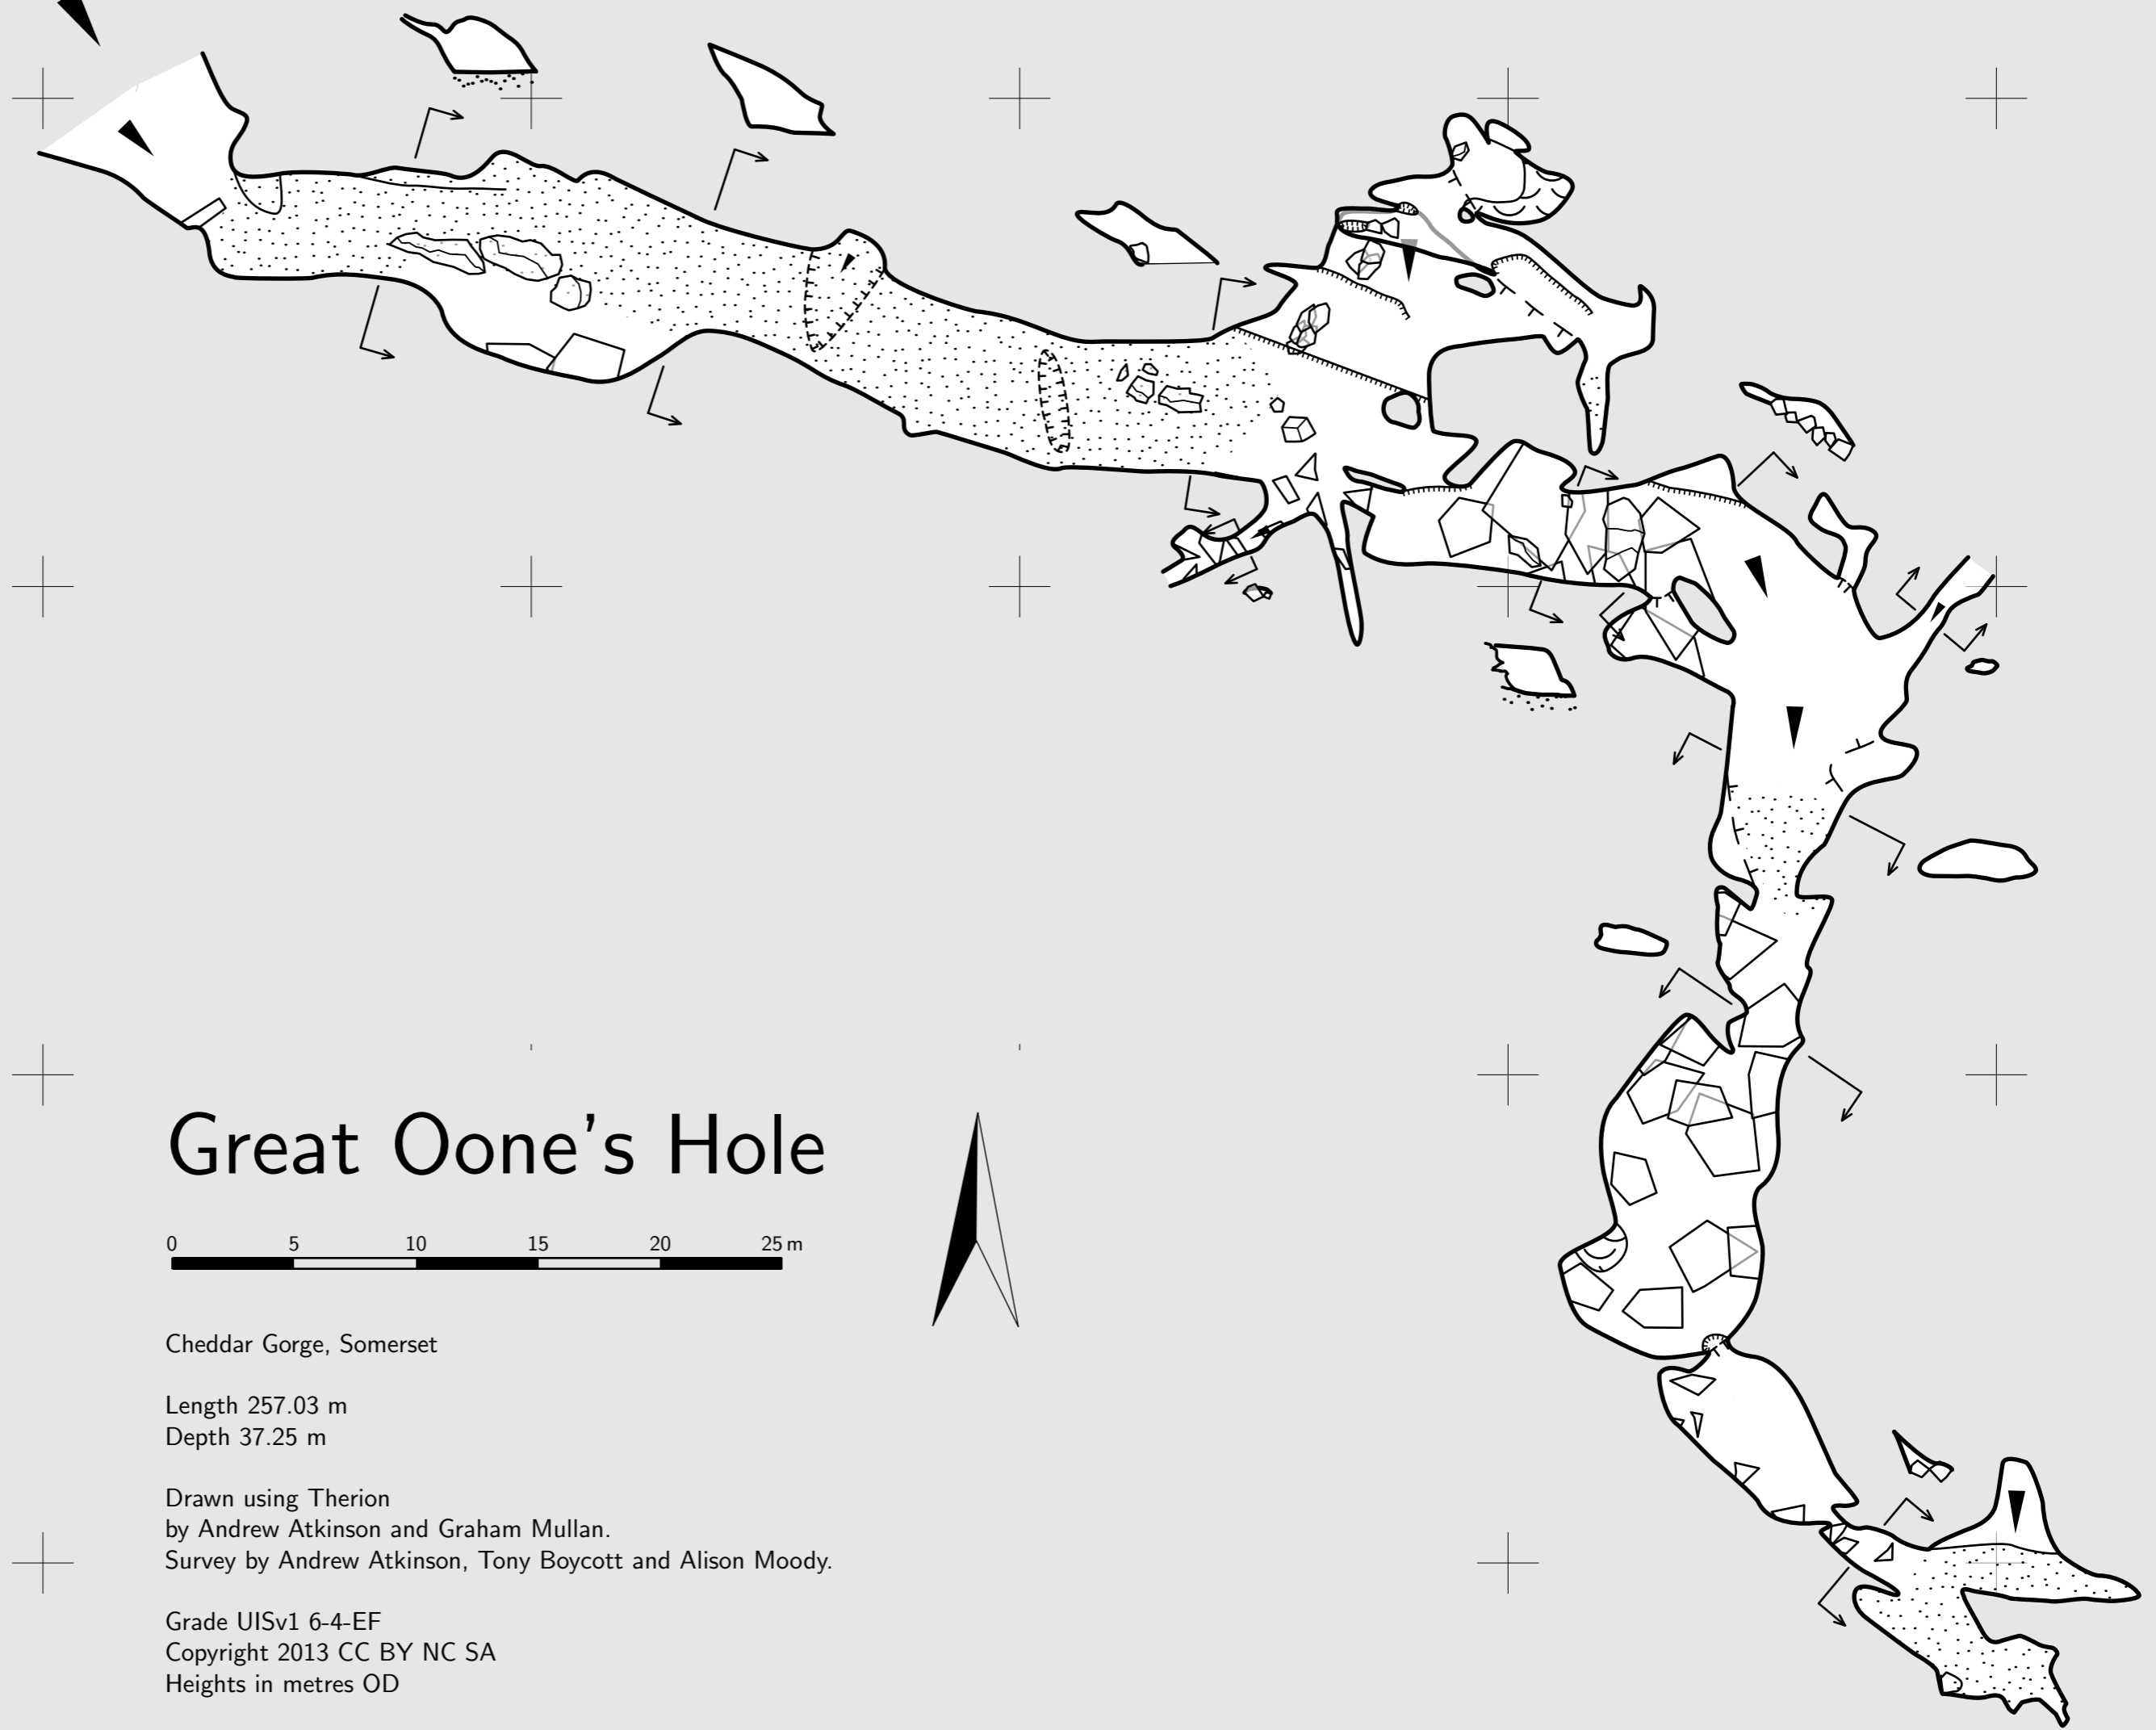 Great Oone's Hole
0 5 10 15 20 25 m
Cheddar Gorge, Somerset
Length 257.03 m
Depth 37.25 m
Drawn using Therion
by Andrew Atkinson and Graham Mullan.
Survey by Andrew Atkinson, Tony Boycott and Alison Moody.
Grade UISv1 6-4-EF
Copyright 2013 CC BY NC SA
Heights in metres OD